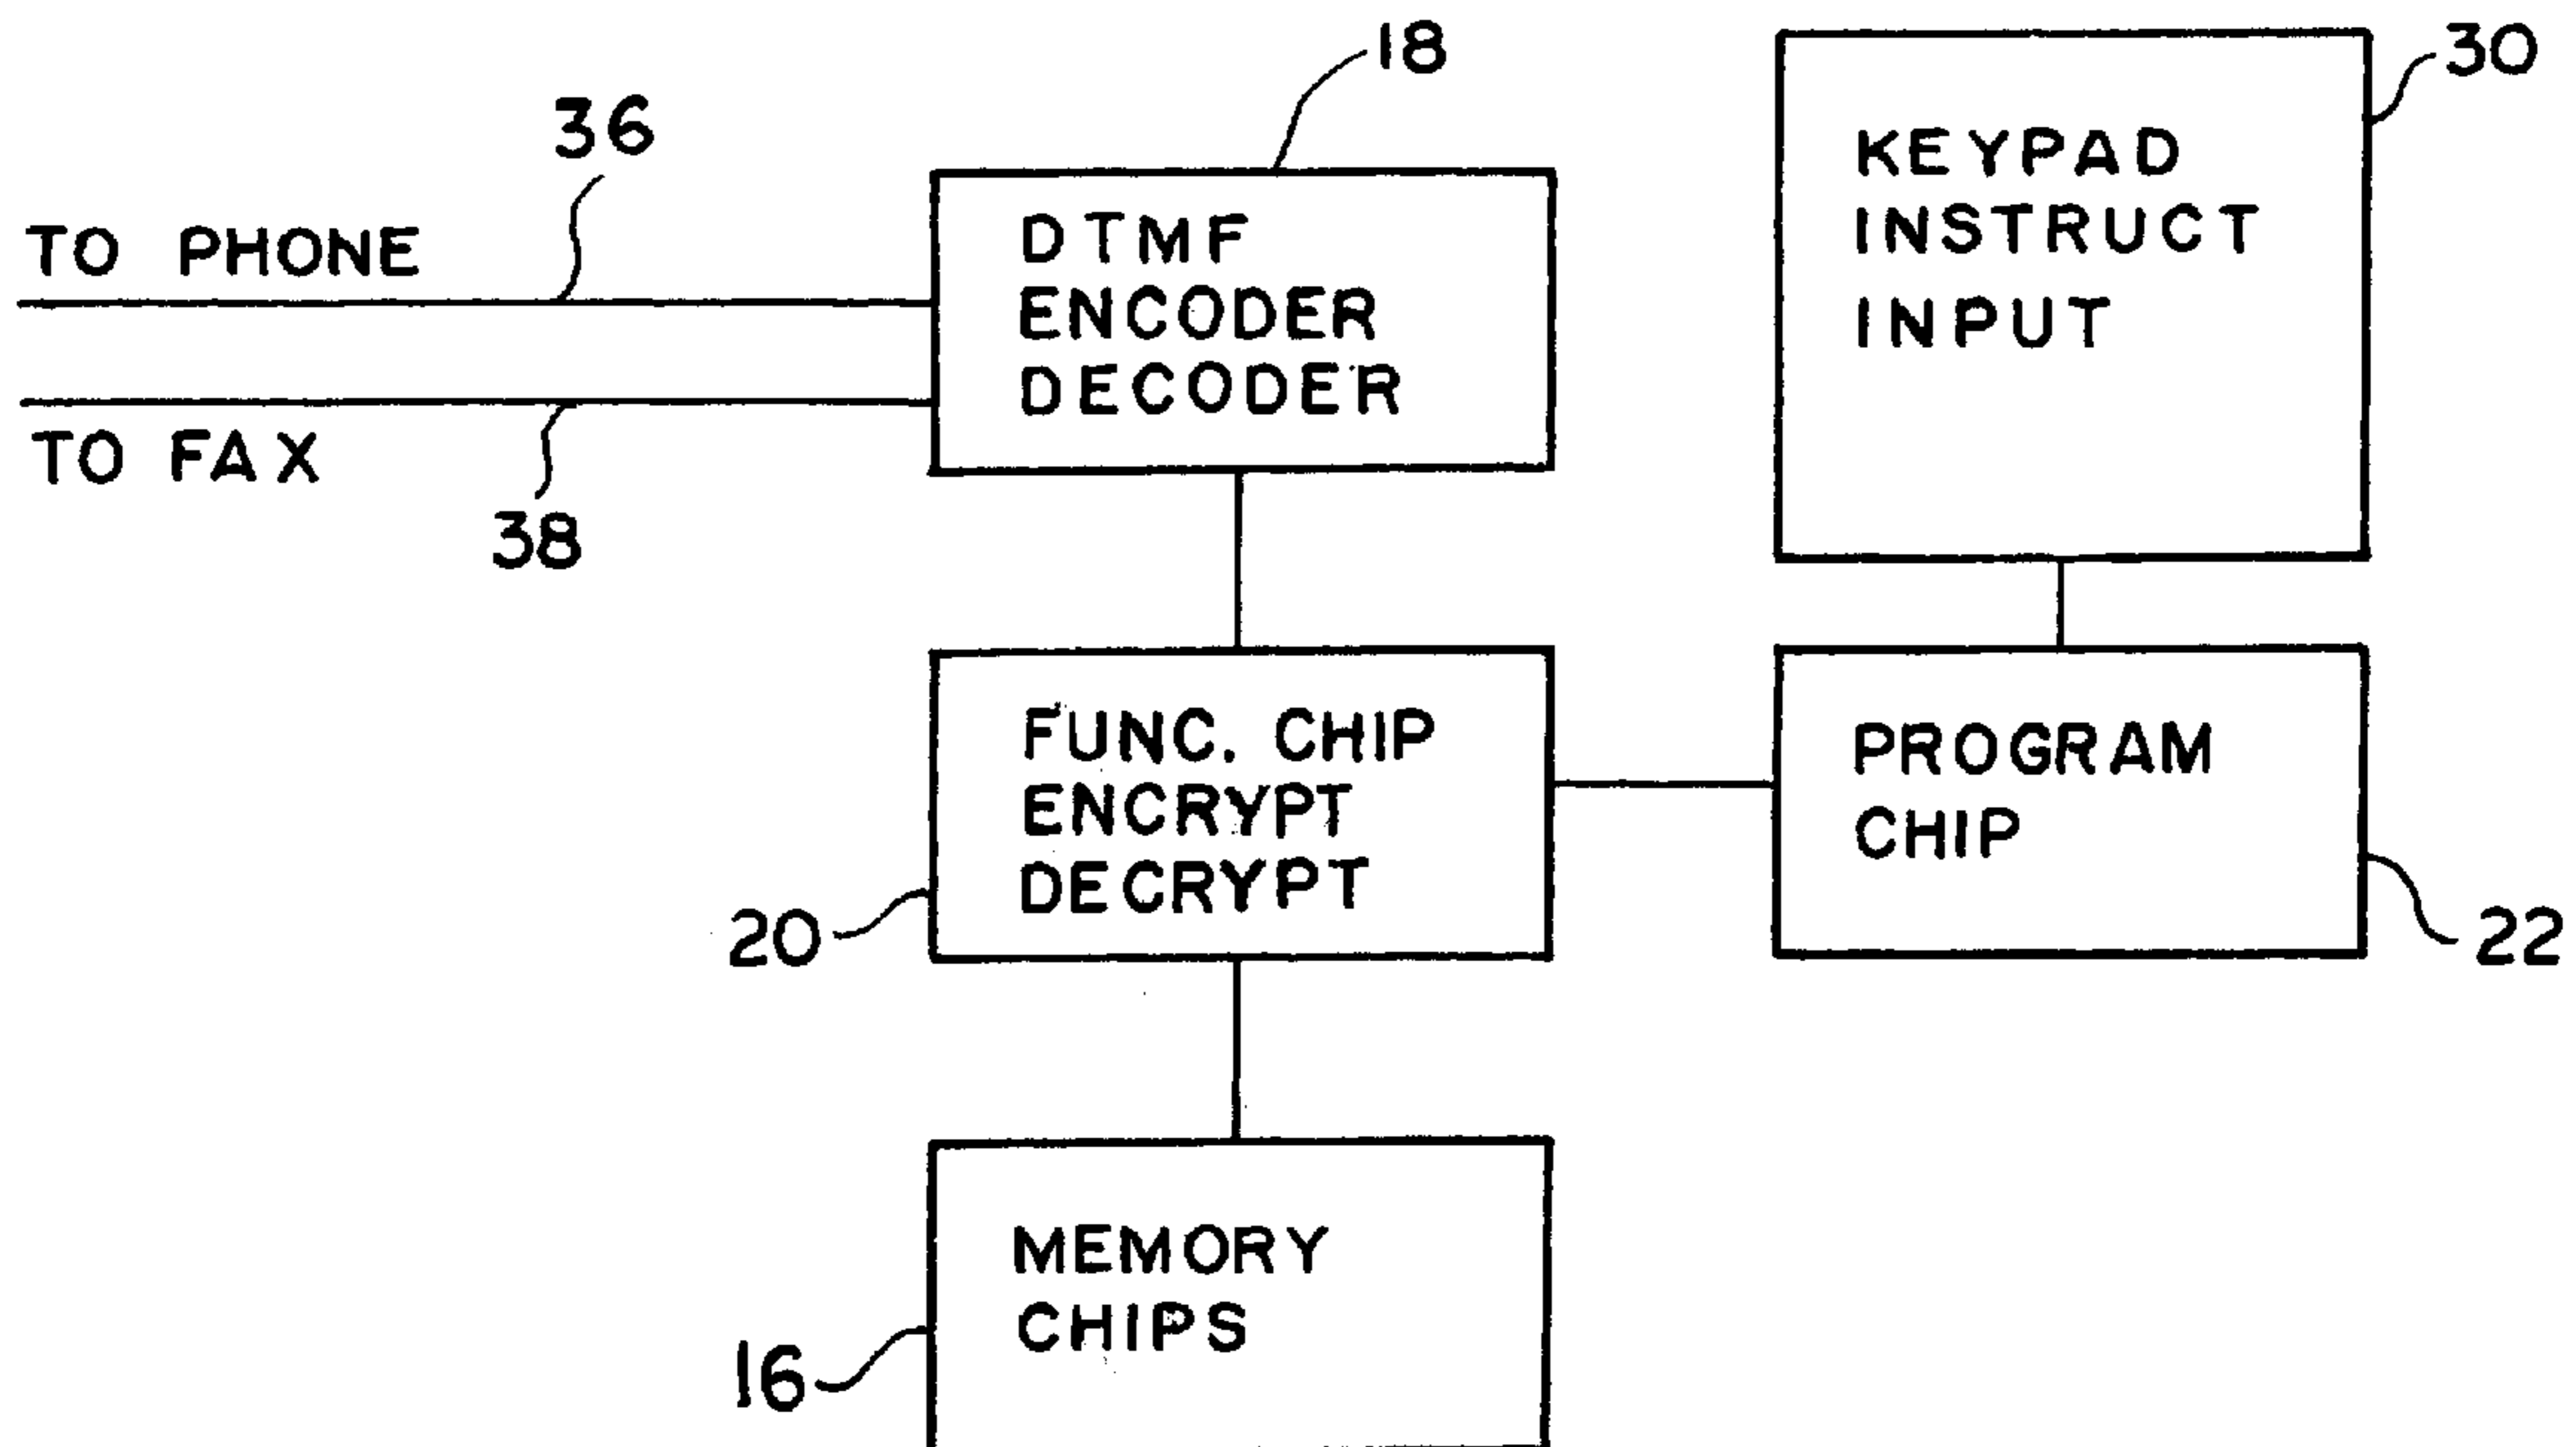 18
30
36
TO PHONE
DTMF
ENCODER
DECODER
KEYPAD
INSTRUCT
INPUT
TO FAX
38
FUNC. CHIP
ENCRYPT
DECRYPT
PROGRAM
CHIP
20
22
MEMORY
CHIPS
16